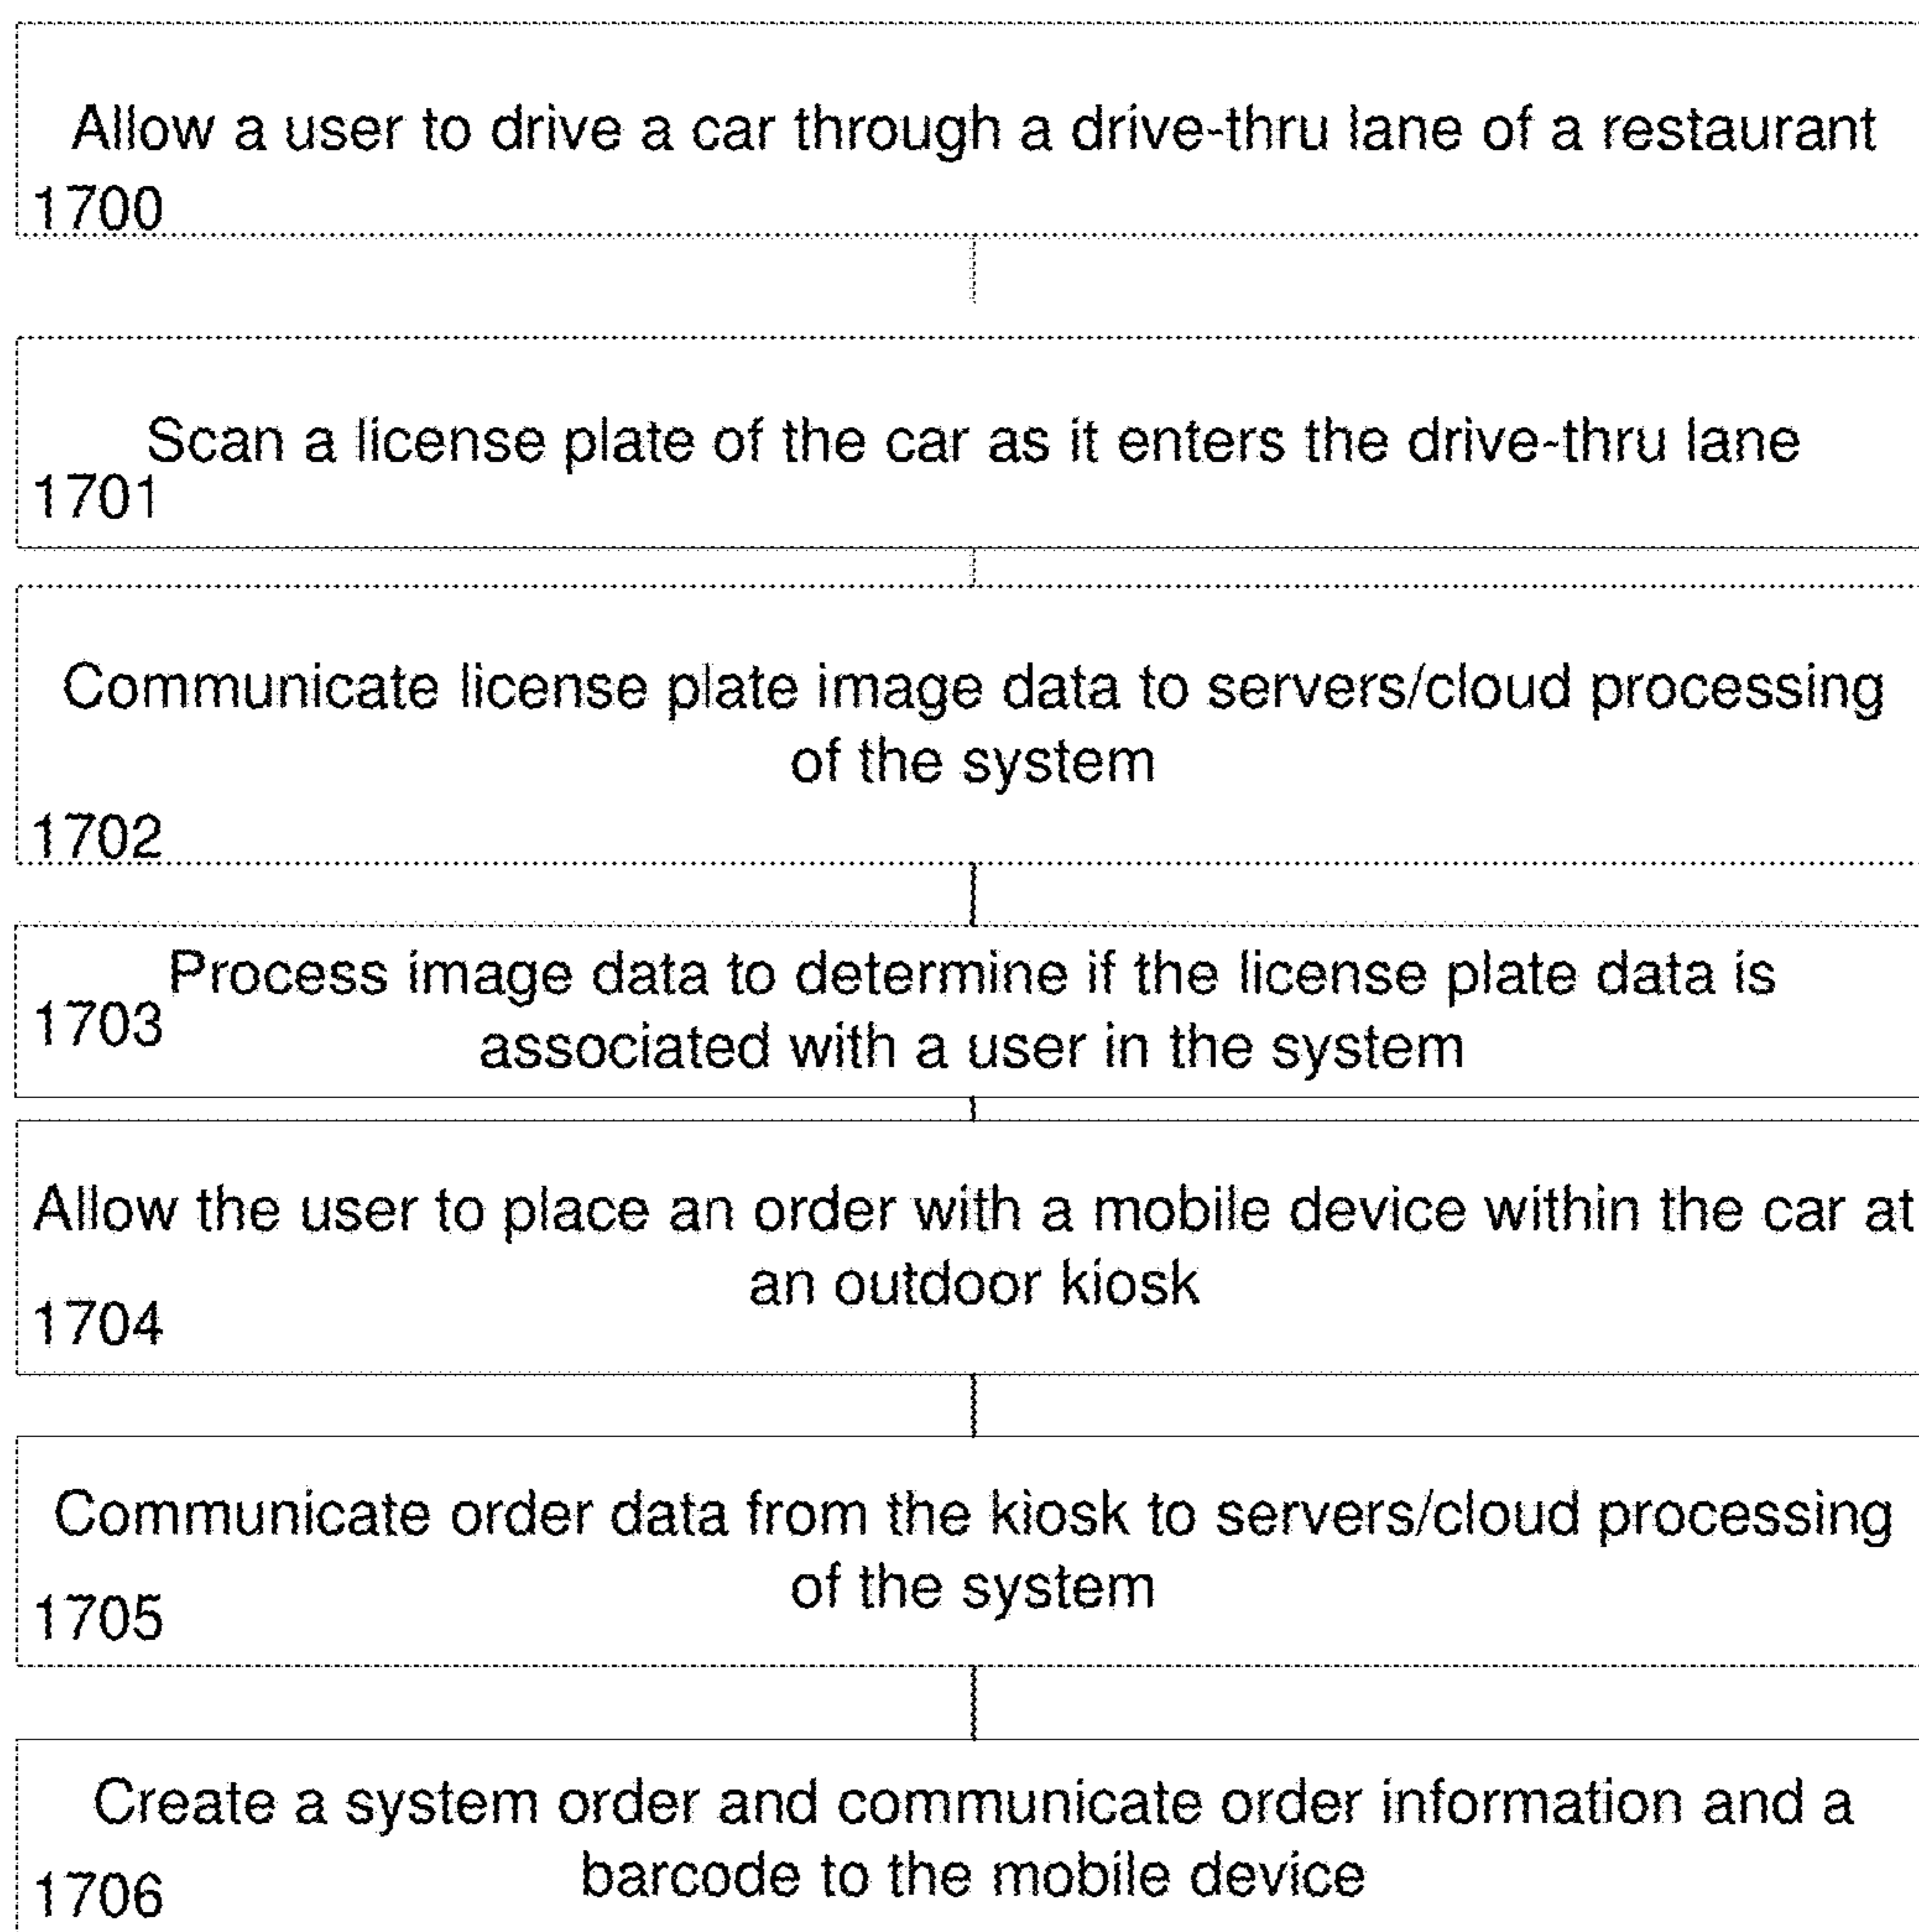 Allow a user to drive a car through a drive-thru lane of a restaurant
1700
Scan a license plate of the car as it enters the drive-thru lane
1701
Communicate license plate image data to servers/cloud processing
of the system
1702
Process image data to determine if the license plate data is
1703
associated with a user in the system
Allow the user to place an order with a mobile device within the car at
an outdoor kiosk
1704
Communicate order data from the kiosk to servers/cloud processing
of the system
1705
Create a system order and communicate order information and a
barcode to the mobile device
1706